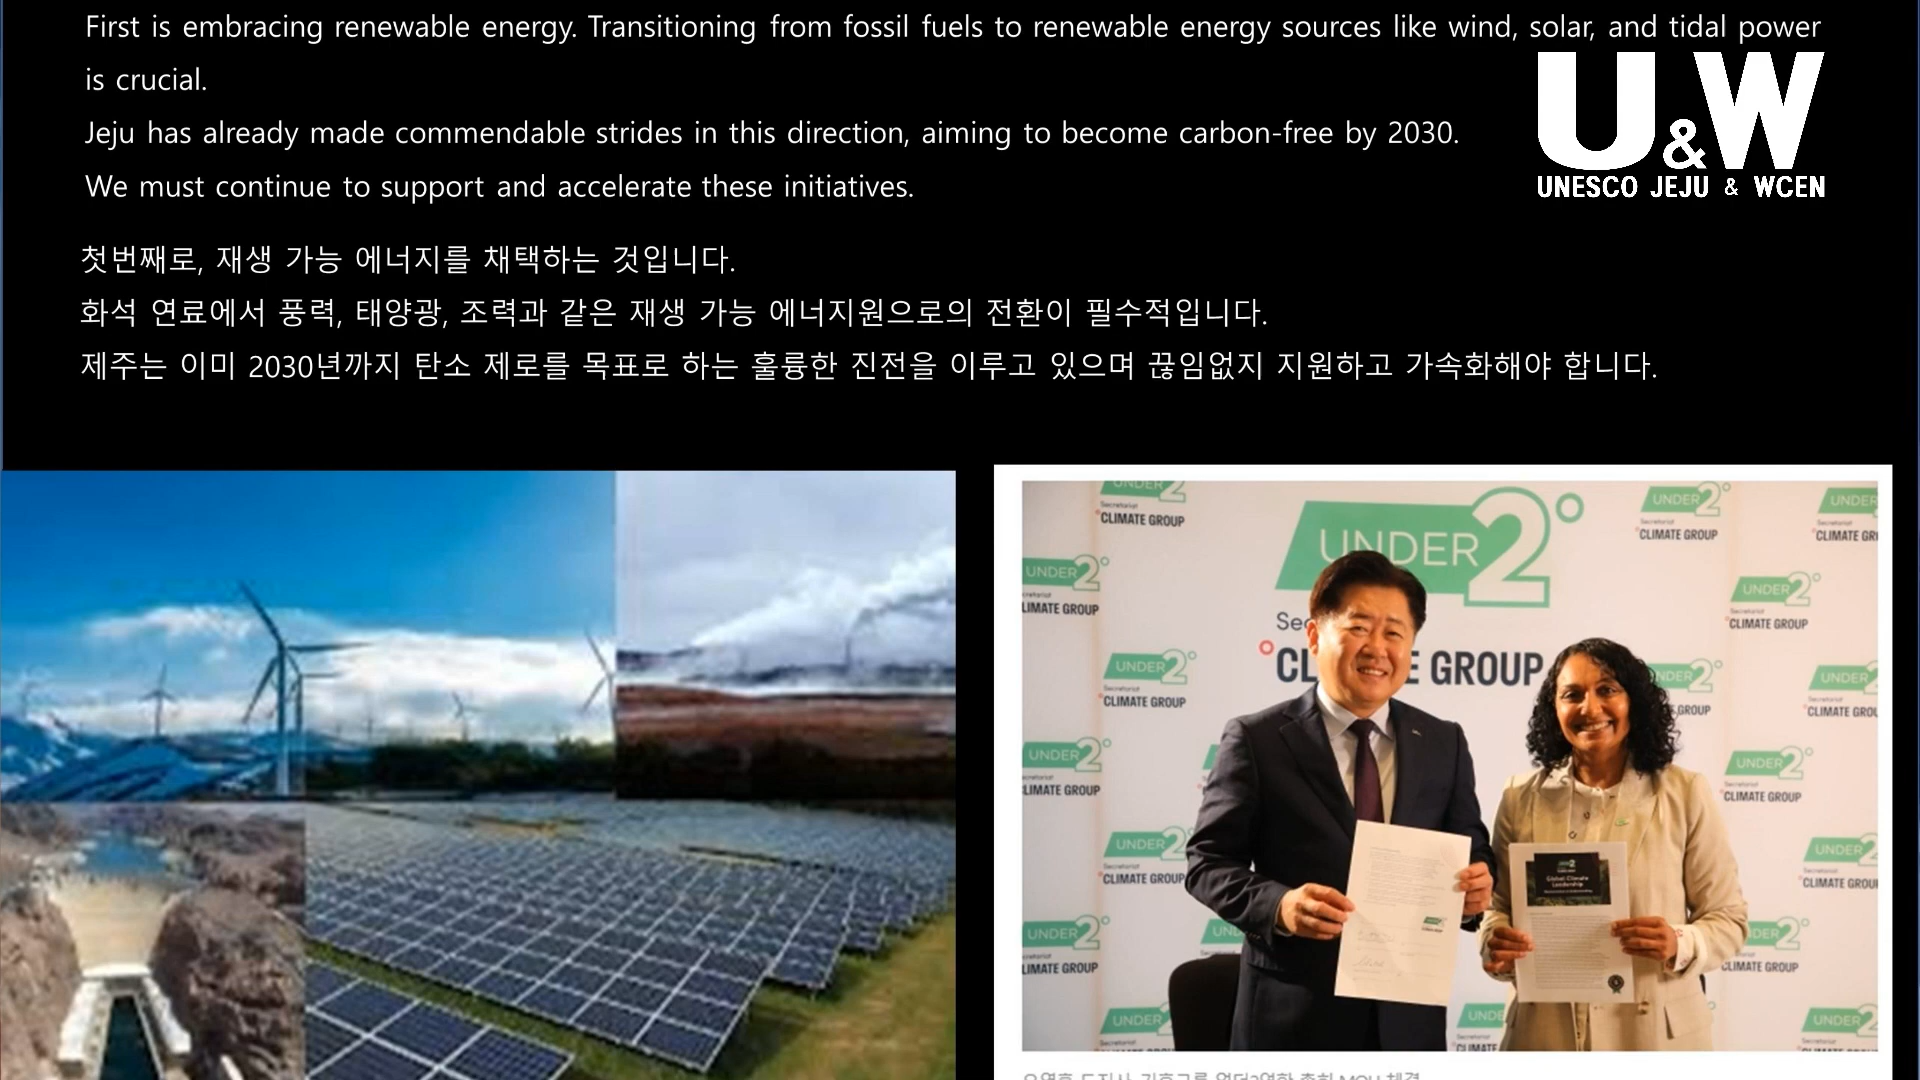 First is embracing renewable energy. Transitioning from fossil fuels to renewable energy sources like wind, solar, and tidal power
is crucial.
Jeju has already made commendable strides in this direction, aiming to become carbon-free by 2030.
We must continue to support and accelerate these initiatives.
U&W
UNESCO JEJU & WCEN
첫번째로, 재생 가능 에너지를 채택하는 것입니다.
화석 연료에서 풍력, 태양광, 조력과 같은 재생 가능 에너지원으로의 전환이 필수적입니다.
제주는 이미 2030년까지 탄소 제로를 목표로 하는 훌륭한 진전을 이루고 있으며 끊임없지 지원하고 가속화해야 합니다.
UNDER2°
CLIMATE GROUP
UNDER2°
Secretariat
CLIMATE GROUP
Global Climate
Leadership